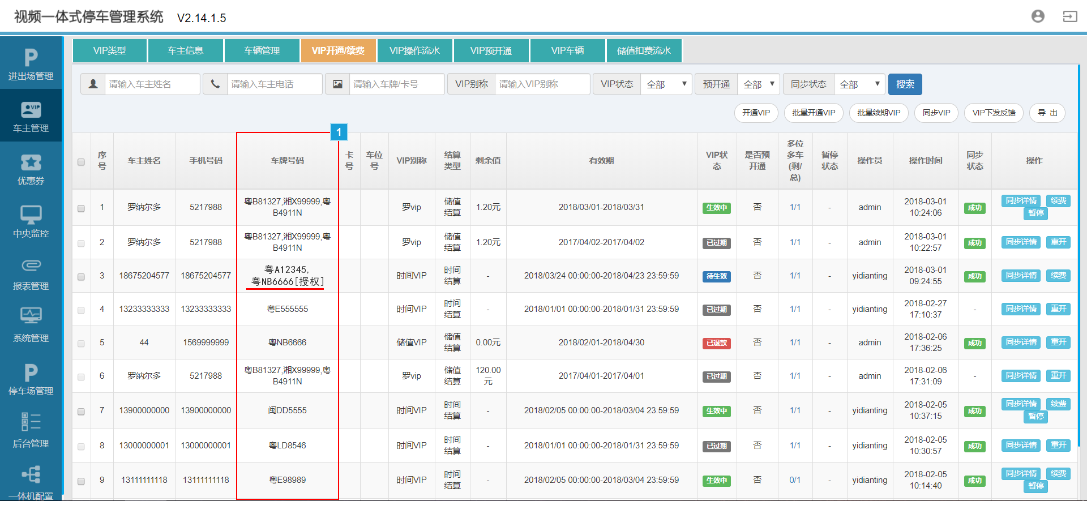 视频一体式停车管理系统 V2.14.1.5
VIP类型 车主信息 车辆管理 VIP开通/续费 VIP操作流水 VIP预开通 VIP车辆 储值扣费流水
进出场管理
车主管理
优惠券
中央监控
报表管理
系统管理
停车场管理
后台管理
一体机配置
请输入车主姓名 请输入车主电话 请输入车牌/卡号 VIP别称 请输入VIP别称 VIP状态 全部 预开通 全部 同步状态 全部 搜索
开通VIP 批量开通VIP 批量续期VIP 同步VIP VIP下发反馈 导 出
1
序号 车主姓名 手机号码 车牌号码 卡号 车位号 VIP别称 结算类型 剩余值 有效期 VIP状态 是否预开通 多位多车(剩/总) 暂停状态 操作员 操作时间 同步状态 操作
1 罗纳尔多 5217988 粤B81327,湘X99999,粤B4911N 罗vip 储值结算 1.20元 2018/03/01-2018/03/31 生效中 否 1/1 - admin 2018-03-01 10:24:06 成功 同步详情 续费 暂停
2 罗纳尔多 5217988 粤B81327,湘X99999,粤B4911N 罗vip 储值结算 1.20元 2017/04/02-2017/04/02 已过期 否 1/1 - admin 2018-03-01 10:22:57 成功 同步详情 重开
3 18675204577 18675204577 粤A12345,粤NB6666[授权] 时间VIP 时间结算 - 2018/03/24 00:00:00-2018/04/23 23:59:59 待生效 否 1/1 - yidianting 2018-03-01 09:24:55 成功 同步详情 续费
4 13233333333 13233333333 粤E555555 时间VIP 时间结算 - 2018/01/01 00:00:00-2018/01/31 23:59:59 已过期 否 1/1 - yidianting 2018-02-27 17:10:37 - 同步详情 重开
5 44 1569999999 粤NB6666 储值VIP 储值结算 0.00元 2018/02/01-2018/04/30 否 1/1 - admin 2018-02-06 17:36:25 成功 同步详情 重开
6 罗纳尔多 5217988 粤B81327,湘X99999,粤B4911N 罗vip 储值结算 120.00元 2017/04/01-2017/04/01 已过期 否 1/1 - admin 2018-02-06 17:31:09 - 同步详情 重开
7 13900000000 13900000000 闽DD5555 时间VIP 时间结算 - 2018/02/05 00:00:00-2018/03/04 23:59:59 生效中 否 1/1 - yidianting 2018-02-05 10:37:15 成功 同步详情 续费 暂停
8 13000000001 13000000001 粤LD8546 时间VIP 时间结算 - 2018/01/01 00:00:00-2018/01/31 23:59:59 已过期 否 1/1 - yidianting 2018-02-05 10:30:57 成功 同步详情 重开
9 13111111118 13111111118 粤E98989 时间VIP 时间结算 - 2018/02/05 00:00:00-2018/03/04 23:59:59 生效中 否 0/1 - yidianting 2018-02-05 10:14:40 成功 同步详情 续费 暂停